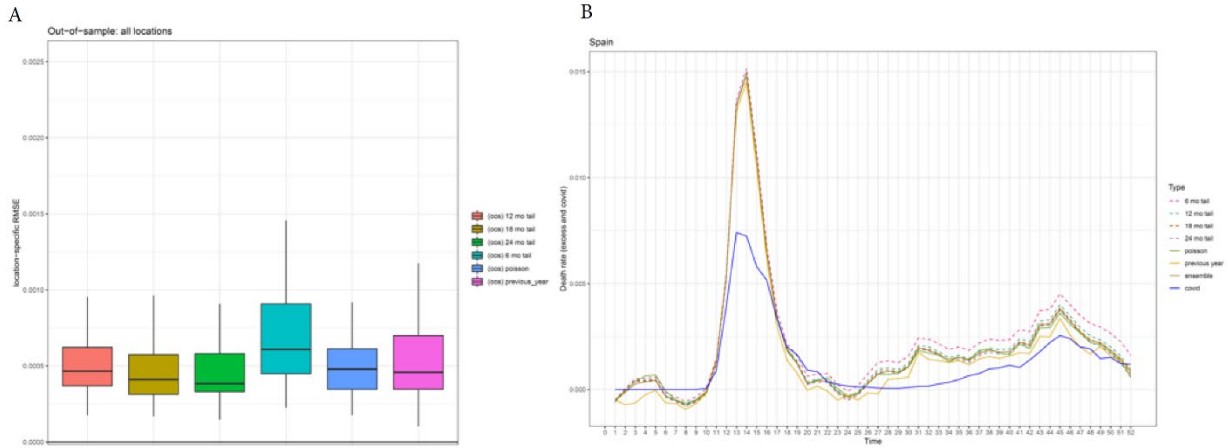 A
Out-of-sample: all locations
0.0025
0.0020
0.0015
0.0010
0.0005
0.0000
location-specific RMSE
(oos) 12 mo tail
(oos) 18 mo tail
(oos) 24 mo tail
(oos) 6 mo tail
(oos) poisson
(oos) previous_year
B
Spain
0.015
0.010
0.005
0.000
Death rate (excess and covid)
0 1 2 3 4 5 6 7 8 9 10 11 12 13 14 15 16 17 18 19 20 21 22 23 24 25 26 27 28 29 30 31 32 33 34 35 36 37 38 39 40 41 42 43 44 45 46 47 48 49 50 51 52
Time
Type
6 mo tail
12 mo tail
18 mo tail
24 mo tail
poisson
previous year
ensemble
covid